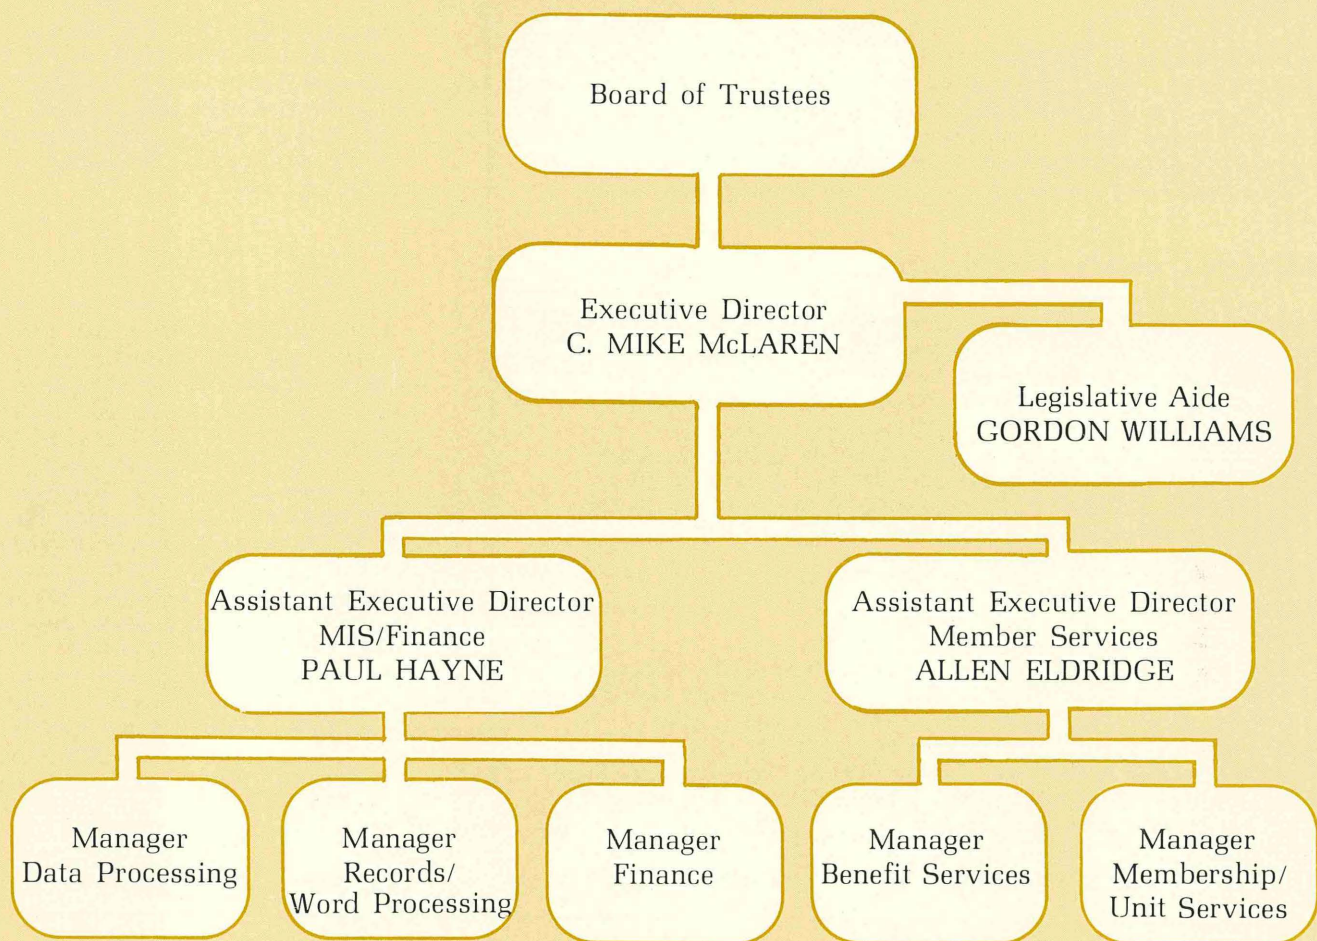 Board of Trustees
Executive Director
C. MIKE McLAREN
Legislative Aide
GORDON WILLIAMS
Assistant Executive Director
MIS/Finance
PAUL HAYNE
Assistant Executive Director
Member Services
ALLEN ELDRIDGE
Manager
Data Processing
Manager
Records/
Word Processing
Manager
Finance
Manager
Benefit Services
Manager
Membership/
Unit Services